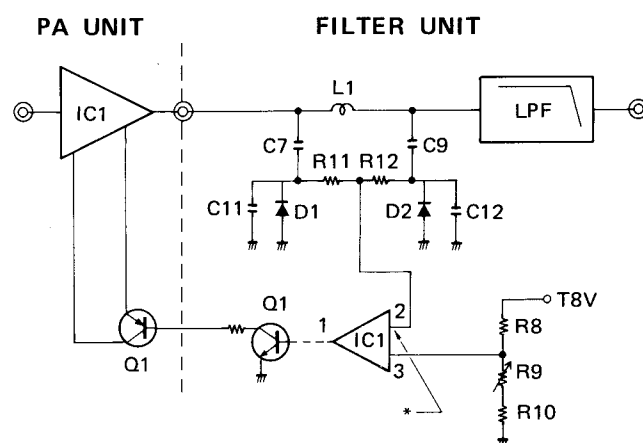 PA UNIT
FILTER UNIT
IC1
L1
LPF
C7
C9
R11
R12
C11
D1
D2
C12
Q1
Q1
1
IC1
2
3
T8V
R8
R9
R10
*